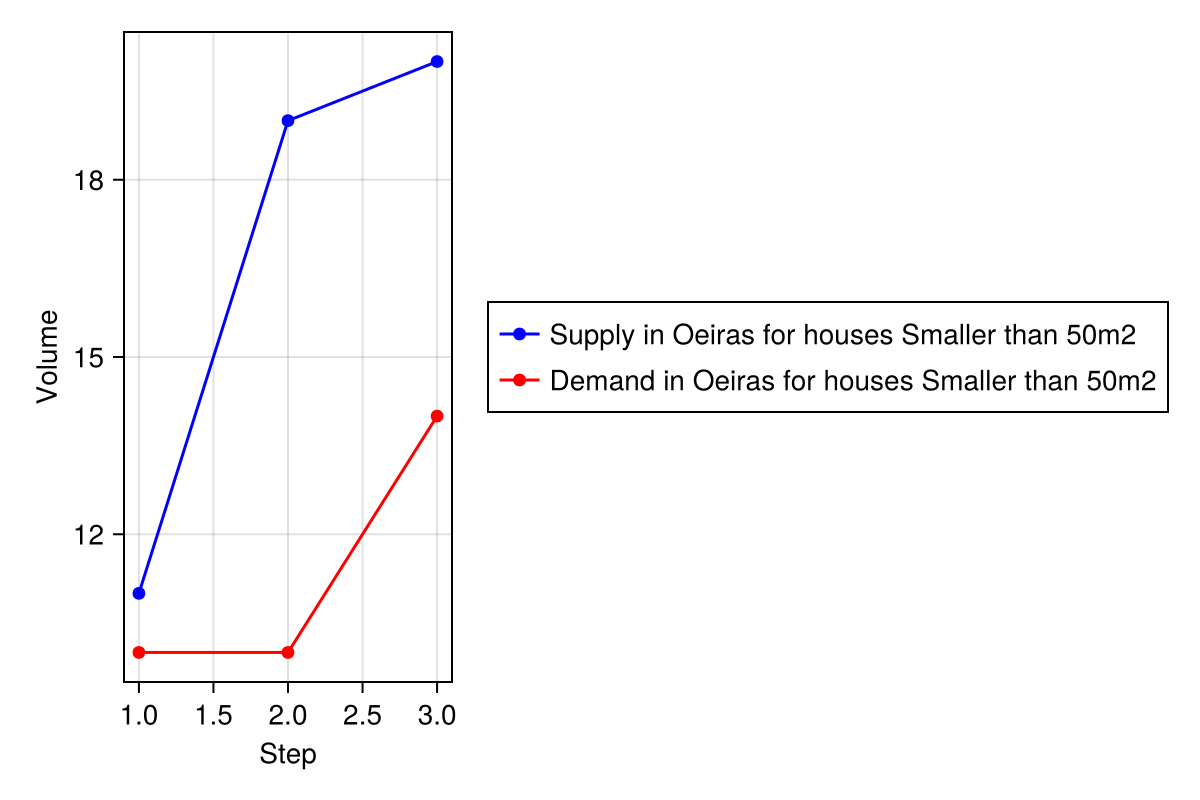 18
15
12
Volume
1.0 1.5 2.0 2.5 3.0
Step
Supply in Oeiras for houses Smaller than 50m2
Demand in Oeiras for houses Smaller than 50m2